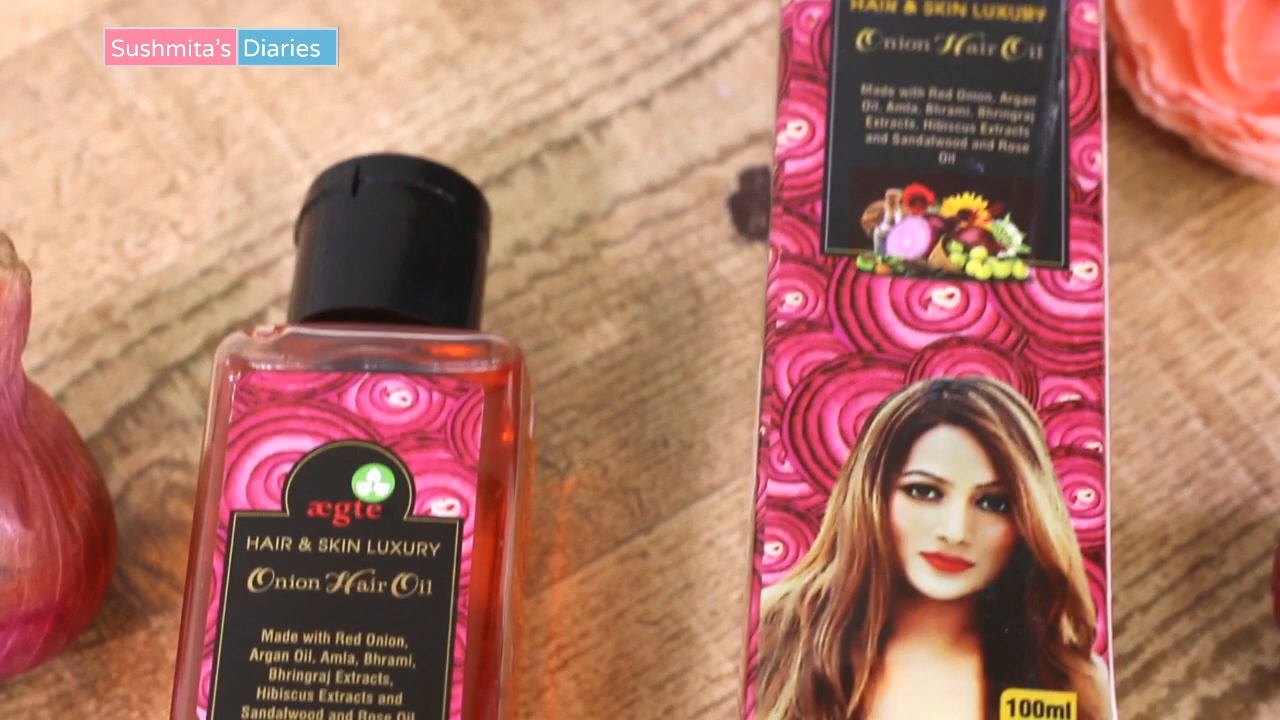 Sushmita's Diaries
HAIR & SKIN LUXURY
Onion Hair Oil
Made with Red Onion, Argan
Oil, Amla, Bhrami, Bhringraj
Extracts, Hibiscus Extracts
and Sandalwood and Rose
Oil
100ml
ægte
HAIR & SKIN LUXURY
Onion Hair Oil
Made with Red Onion,
Argan Oil, Amla, Bhrami,
Bhringraj Extracts,
Hibiscus Extracts and
Sandalwood and Rose Oil